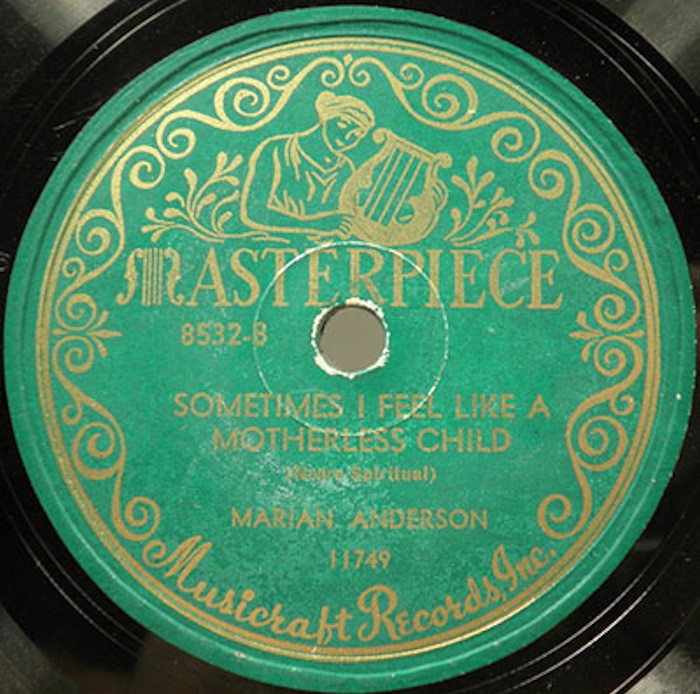 MASTERPIECE
8532-B
SOMETIMES I FEEL LIKE A
MOTHERLESS CHILD
(Negro Spiritual)
MARIAN ANDERSON
11749
Musicraft Records, Inc.